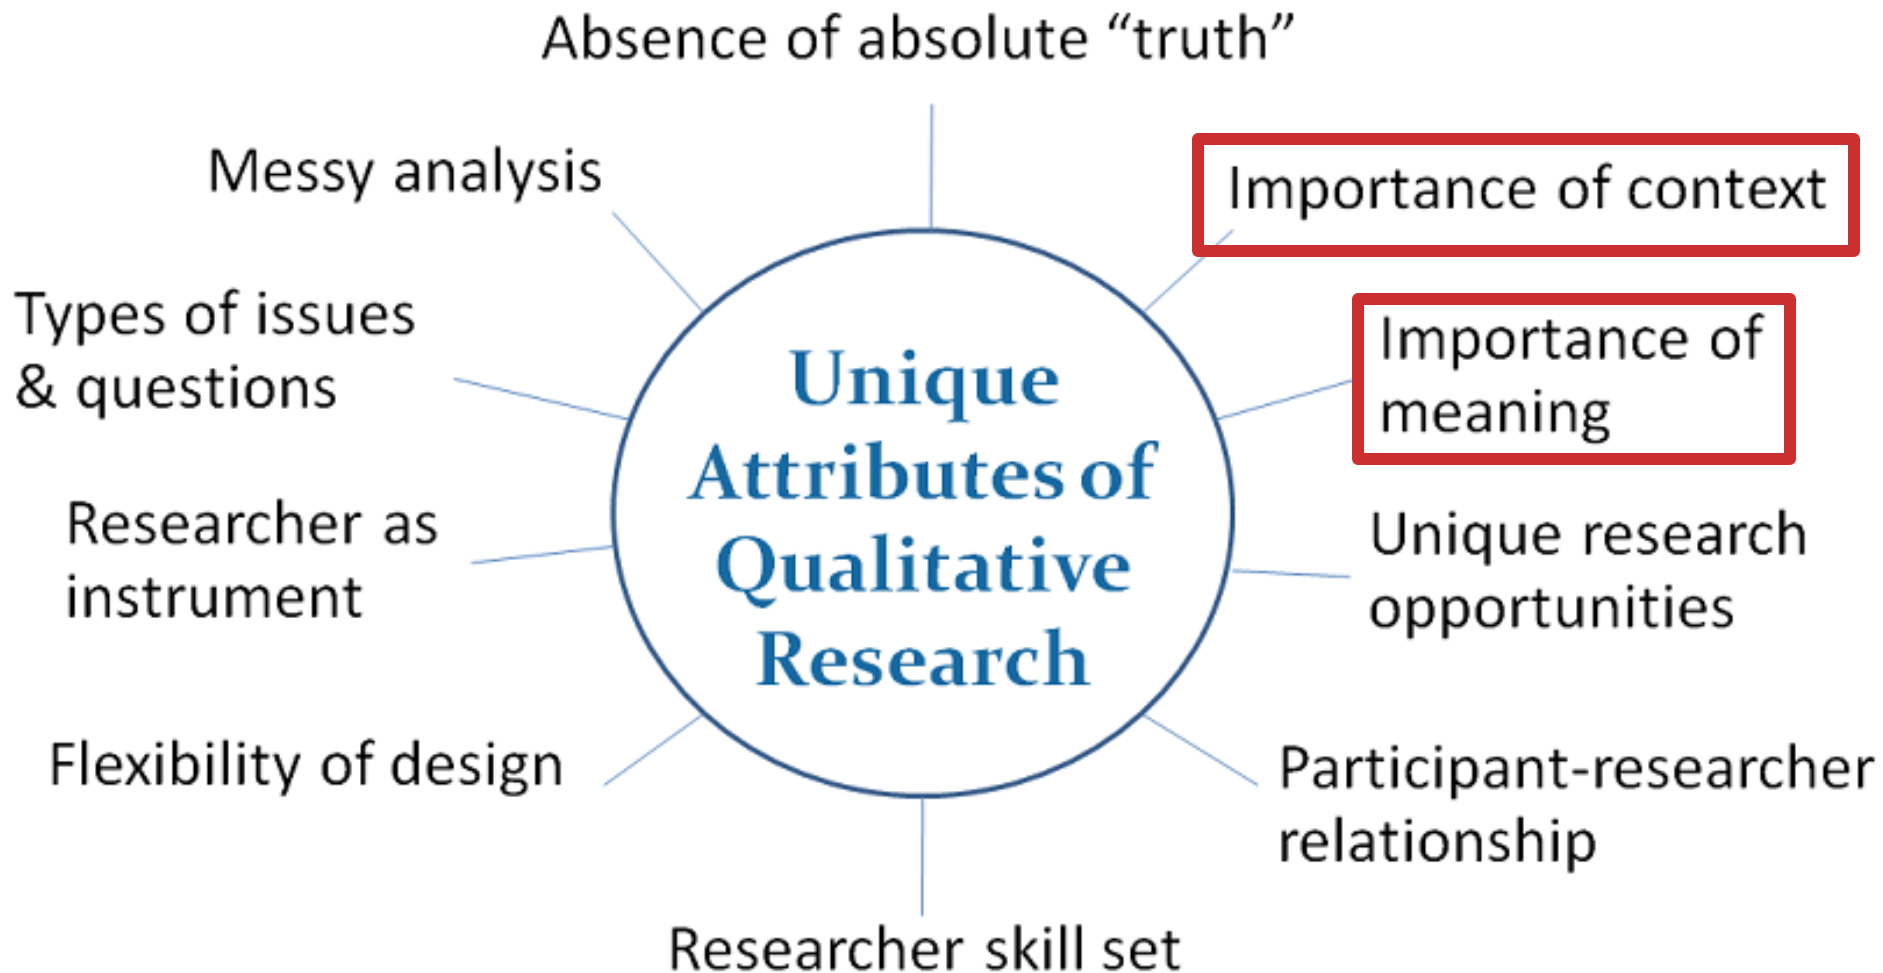 Absence of absolute “truth”
Importance of context
Importance of
meaning
Unique research
opportunities
Participant-researcher
relationship
Researcher skill set
Flexibility of design
Researcher as
instrument
Types of issues
& questions
Messy analysis
Unique
Attributes of
Qualitative
Research